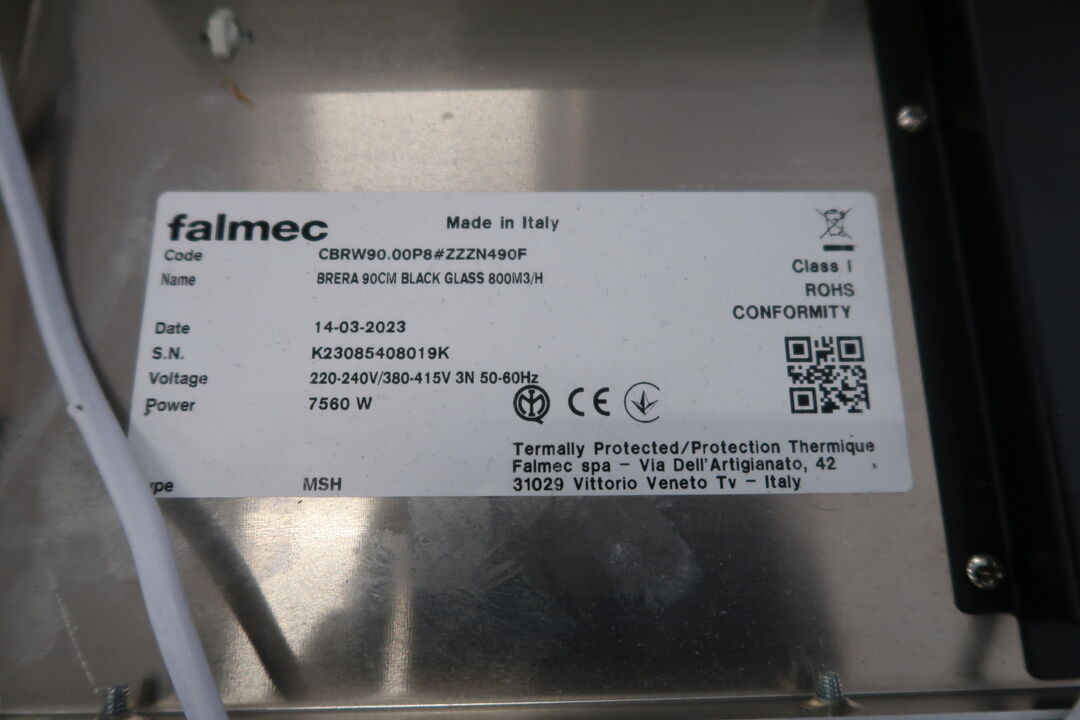 falmec
Made in Italy
Code CBRW90.00P8#ZZZN490F
Name BRERA 90CM BLACK GLASS 800M3/H
Class I
ROHS
CONFORMITY
Date 14-03-2023
S.N. K23085408019K
Voltage 220-240V/380-415V 3N 50-60Hz
Power 7560 W
CE
Termally Protected/Protection Thermique
Falmec spa - Via Dell'Artigianato, 42
31029 Vittorio Veneto Tv - Italy
MSH